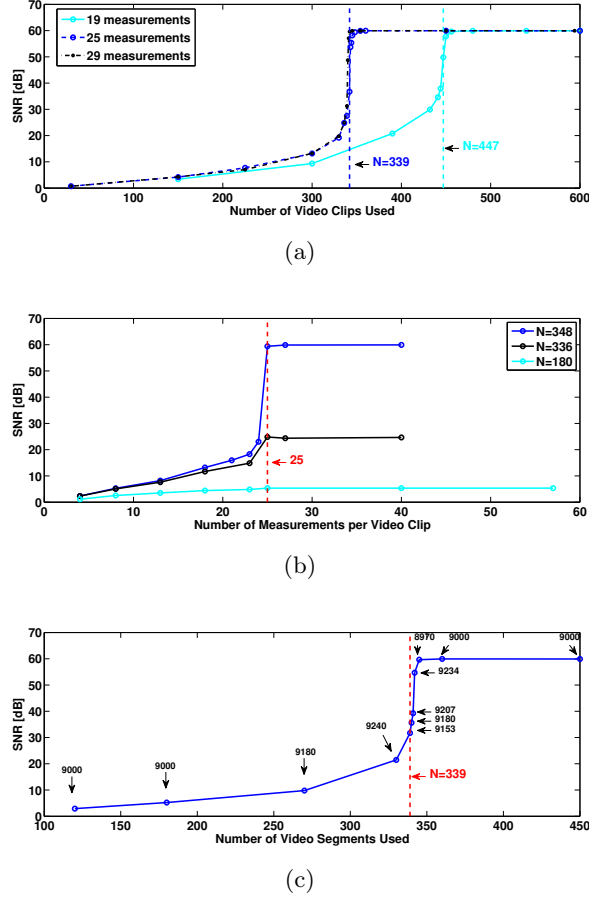 70
60
50
40
30
20
10
0
SNR [dB]
19 measurements
25 measurements
29 measurements
N=339
N=447
0 100 200 300 400 500 600
Number of Video Clips Used
(a)
70
60
50
40
30
20
10
0
SNR [dB]
N=348
N=336
N=180
25
0 10 20 30 40 50 60
Number of Measurements per Video Clip
(b)
70
60
50
40
30
20
10
0
SNR [dB]
9000
9000
9180
9240
8970
9000
9000
9234
9207
9180
9153
N=339
100 150 200 250 300 350 400 450
Number of Video Segments Used
(c)